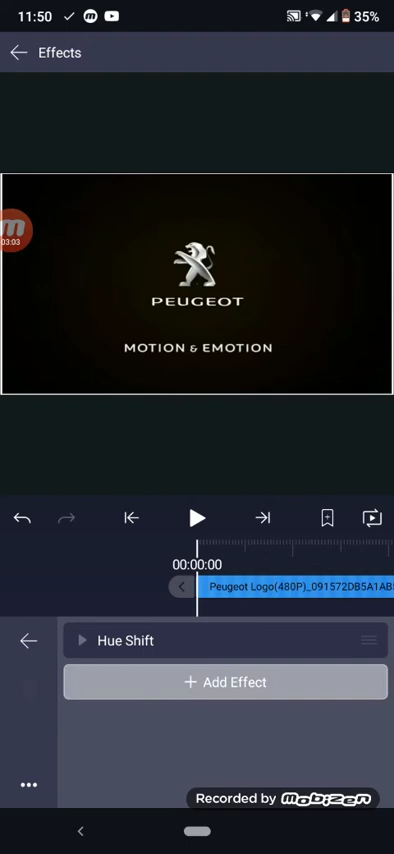 11:50
35%
Effects
03:03
PEUGEOT
MOTION & EMOTION
00:00:00
Peugeot Logo(480P)_091572DB5A1AB
Hue Shift
+ Add Effect
Recorded by Mobizen